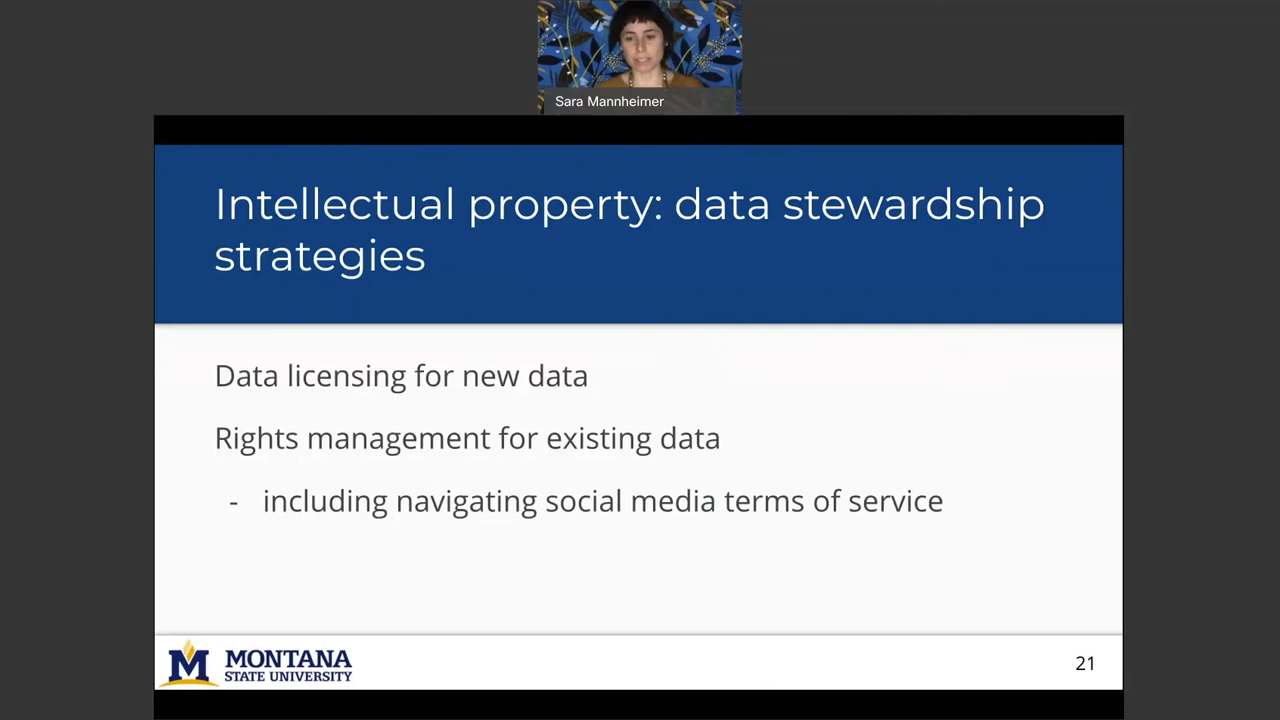 Sara Mannheimer
Intellectual property: data stewardship
strategies
Data licensing for new data
Rights management for existing data
- including navigating social media terms of service
M MONTANA
STATE UNIVERSITY
21